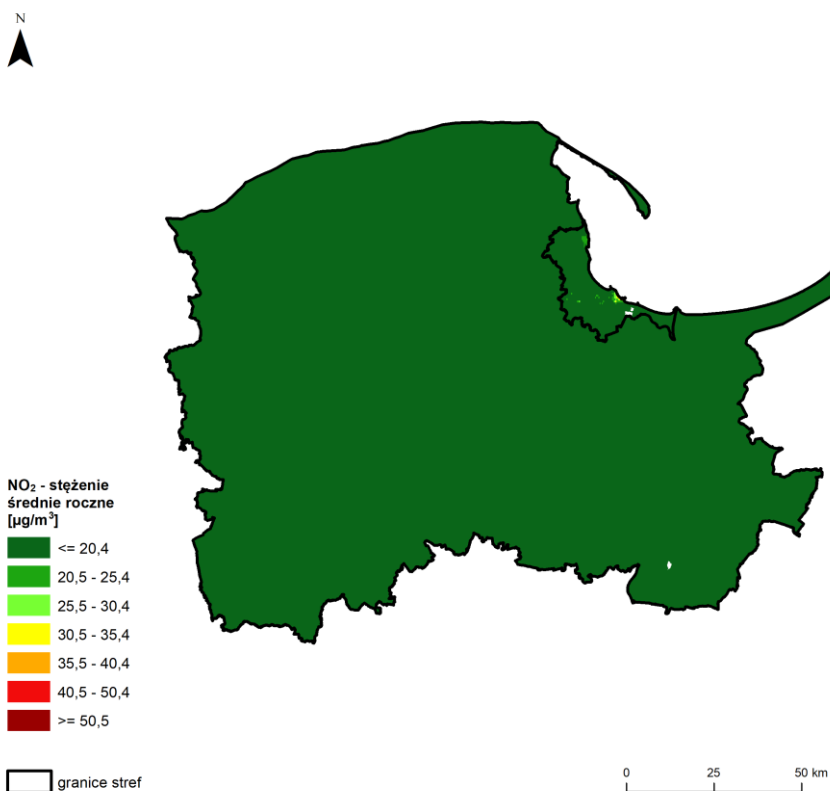 N
NO₂ - stężenie
średnie roczne
[µg/m³]
<= 20,4
20,5 - 25,4
25,5 - 30,4
30,5 - 35,4
35,5 - 40,4
40,5 - 50,4
>= 50,5
granice stref
0 25 50 km